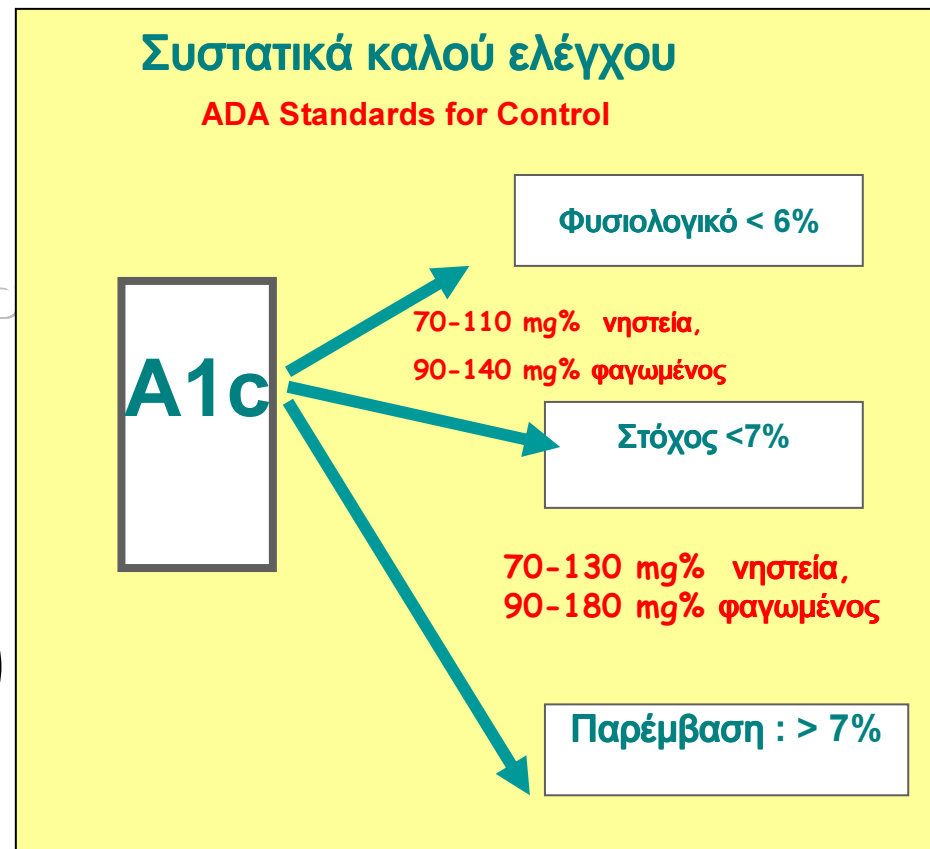 Συστατικά καλού ελέγχου
ADA Standards for Control
Φυσιολογικό < 6%
70-110 mg% νηστεία,
90-140 mg% φαγωμένος
A1c
Στόχος <7%
70-130 mg% νηστεία,
90-180 mg% φαγωμένος
Παρέμβαση : > 7%